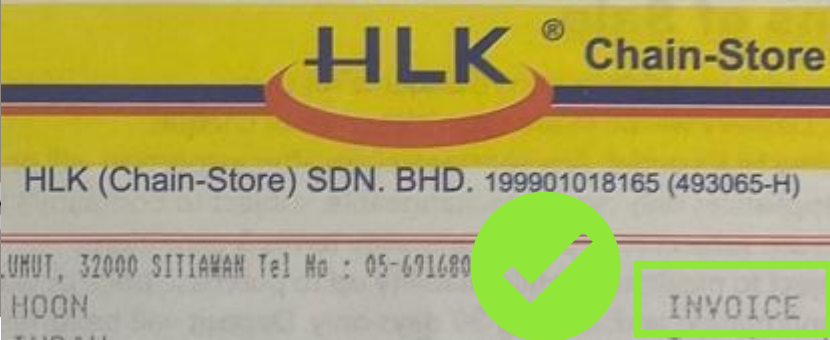 HLK ® Chain-Store
HLK (Chain-Store) SDN. BHD. 199901018165 (493065-H)
LUMUT, 32000 SITIAWAN Tel No : 05-691680
HOON
INVOICE